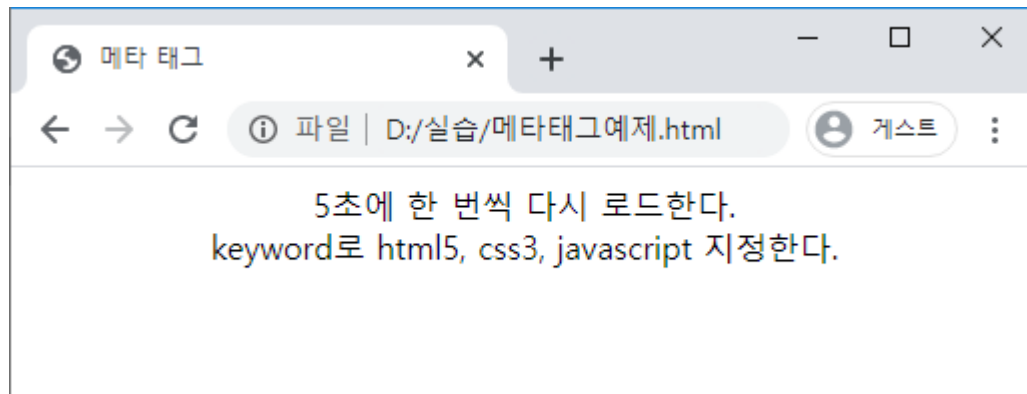 메타 태그
파일 | D:/실습/메타태그예제.html
게스트
5초에 한 번씩 다시 로드한다.
keyword로 html5, css3, javascript 지정한다.